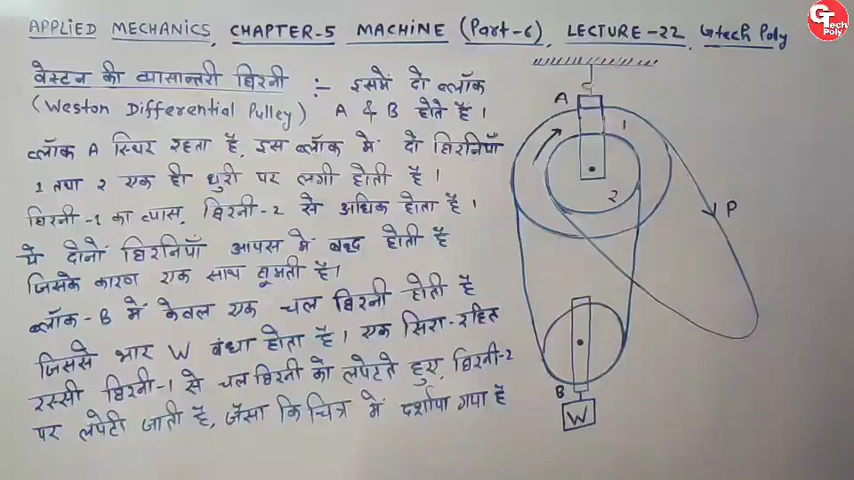 APPLIED MECHANICS, CHAPTER-5 MACHINE (Part-6), LECTURE-22 Gtech Poly
GTech Poly
वेस्टन की व्यासान्तरी घिरनी :- इसमें दो ब्लॉक
(Weston Differential Pulley) A & B होते हैं।
ब्लॉक A स्थिर रहता है, इस ब्लॉक में दो घिरनियाँ
1 तथा 2 एक ही धुरी पर लगी होती हैं।
घिरनी-1 का व्यास, घिरनी-2 से अधिक होता है।
ये दोनों घिरनियाँ आपस में बद्ध होती हैं
जिसके कारण एक साथ घूमती हैं।
ब्लॉक-B में केवल एक चल घिरनी होती है
जिससे भार W बंधा होता है। एक सिरा-रहित
रस्सी घिरनी-1 से चल घिरनी को लपेटते हुए, घिरनी-2
पर लपेटी जाती है, जैसा कि चित्र में दर्शाया गया है
A
1
2
P
B
W